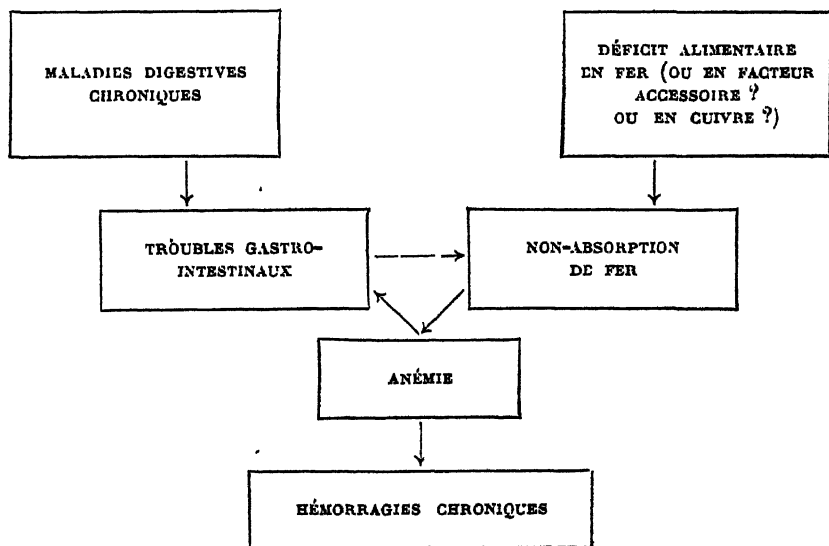 MALADIES DIGESTIVES
CHRONIQUES
DÉFICIT ALIMENTAIRE
EN FER (OU EN FACTEUR
ACCESSOIRE ?
OU EN CUIVRE ?)
TROUBLES GASTRO-
INTESTINAUX
NON-ABSORPTION
DE FER
ANÉMIE
HÉMORRAGIES CHRONIQUES